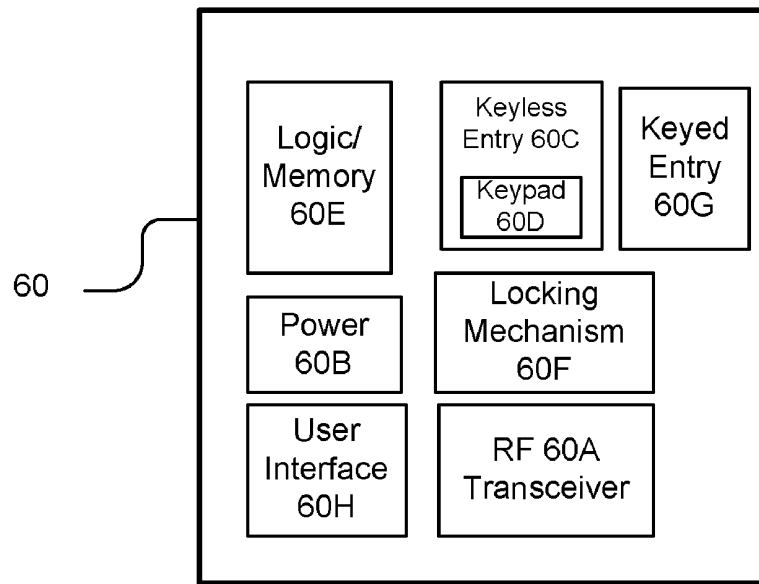 Logic/
Memory
60E
Keyless
Entry 60C
Keypad
60D
Keyed
Entry
60G
60
Power
60B
Locking
Mechanism
60F
User
Interface
60H
RF 60A
Transceiver